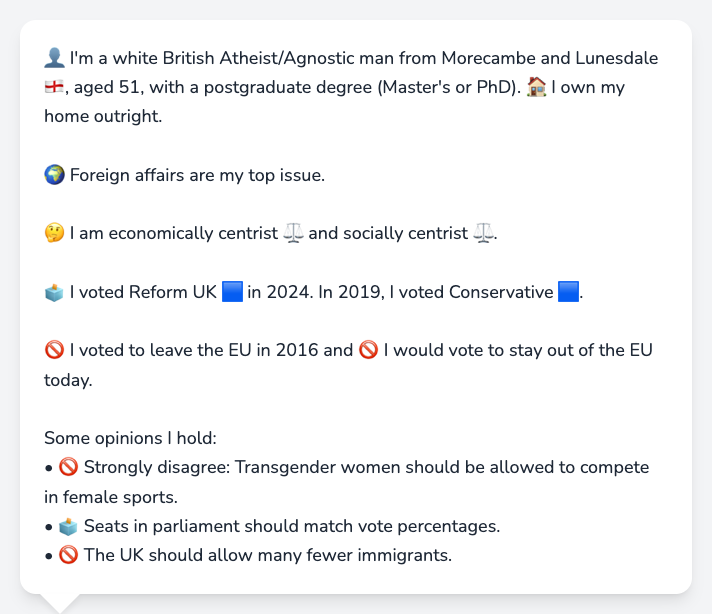 👤 I'm a white British Atheist/Agnostic man from Morecambe and Lunesdale
🏴󠁧󠁢󠁥󠁮󠁧󠁿, aged 51, with a postgraduate degree (Master's or PhD). 🏠 I own my
home outright.
🌍 Foreign affairs are my top issue.
🤔 I am economically centrist ⚖️ and socially centrist ⚖️.
🗳️ I voted Reform UK 🟦 in 2024. In 2019, I voted Conservative 🟦.
🚫 I voted to leave the EU in 2016 and 🚫 I would vote to stay out of the EU
today.
Some opinions I hold:
• 🚫 Strongly disagree: Transgender women should be allowed to compete
in female sports.
• 🗳️ Seats in parliament should match vote percentages.
• 🚫 The UK should allow many fewer immigrants.